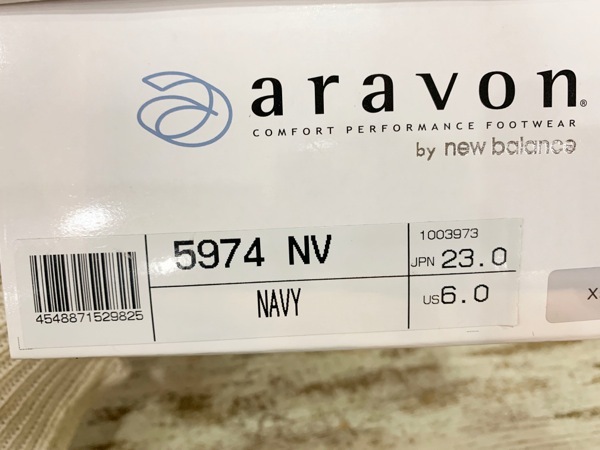 aravon®
COMFORT PERFORMANCE FOOTWEAR
by new balance
5974 NV
1003973
JPN 23.0
NAVY
US 6.0
4548871529825
X